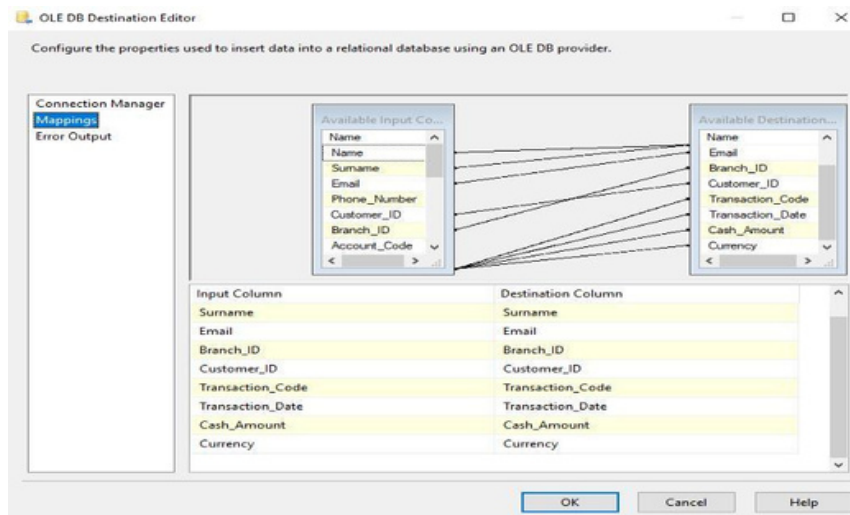 OLE DB Destination Editor
Configure the properties used to insert data into a relational database using an OLE DB provider.
Connection Manager
Mappings
Error Output
Available Input Co...
Name
Name
Surname
Email
Phone_Number
Customer_ID
Branch_ID
Account_Code
Available Destination...
Name
Email
Branch_ID
Customer_ID
Transaction_Code
Transaction_Date
Cash_Amount
Currency
Input Column Destination Column
Surname Surname
Email Email
Branch_ID Branch_ID
Customer_ID Customer_ID
Transaction_Code Transaction_Code
Transaction_Date Transaction_Date
Cash_Amount Cash_Amount
Currency Currency
OK Cancel Help